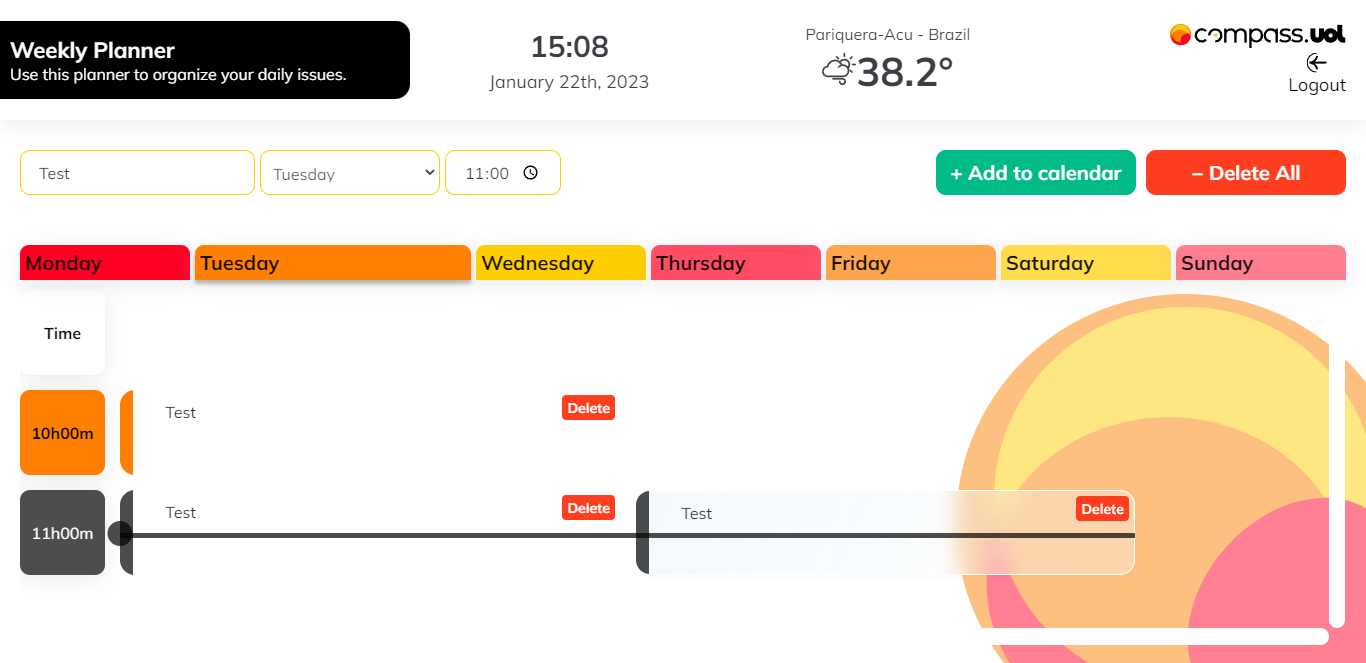 Weekly Planner
Use this planner to organize your daily issues.
15:08
January 22th, 2023
Pariquera-Acu - Brazil
38.2°
compass.uol
Logout
Test
Tuesday
11:00
+ Add to calendar
– Delete All
Monday
Tuesday
Wednesday
Thursday
Friday
Saturday
Sunday
Time
10h00m
Test
Delete
11h00m
Test
Delete
Test
Delete